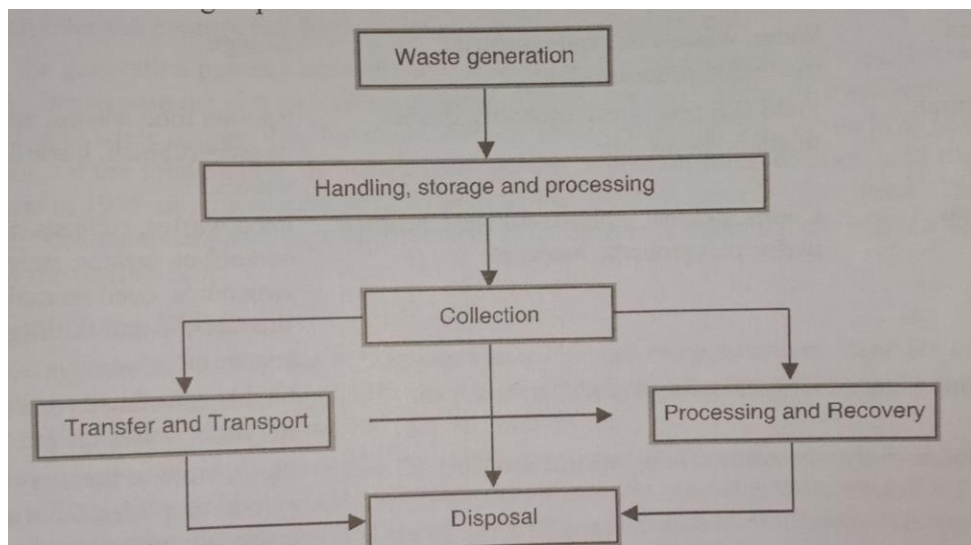 Waste generation
Handling, storage and processing
Collection
Transfer and Transport
Processing and Recovery
Disposal